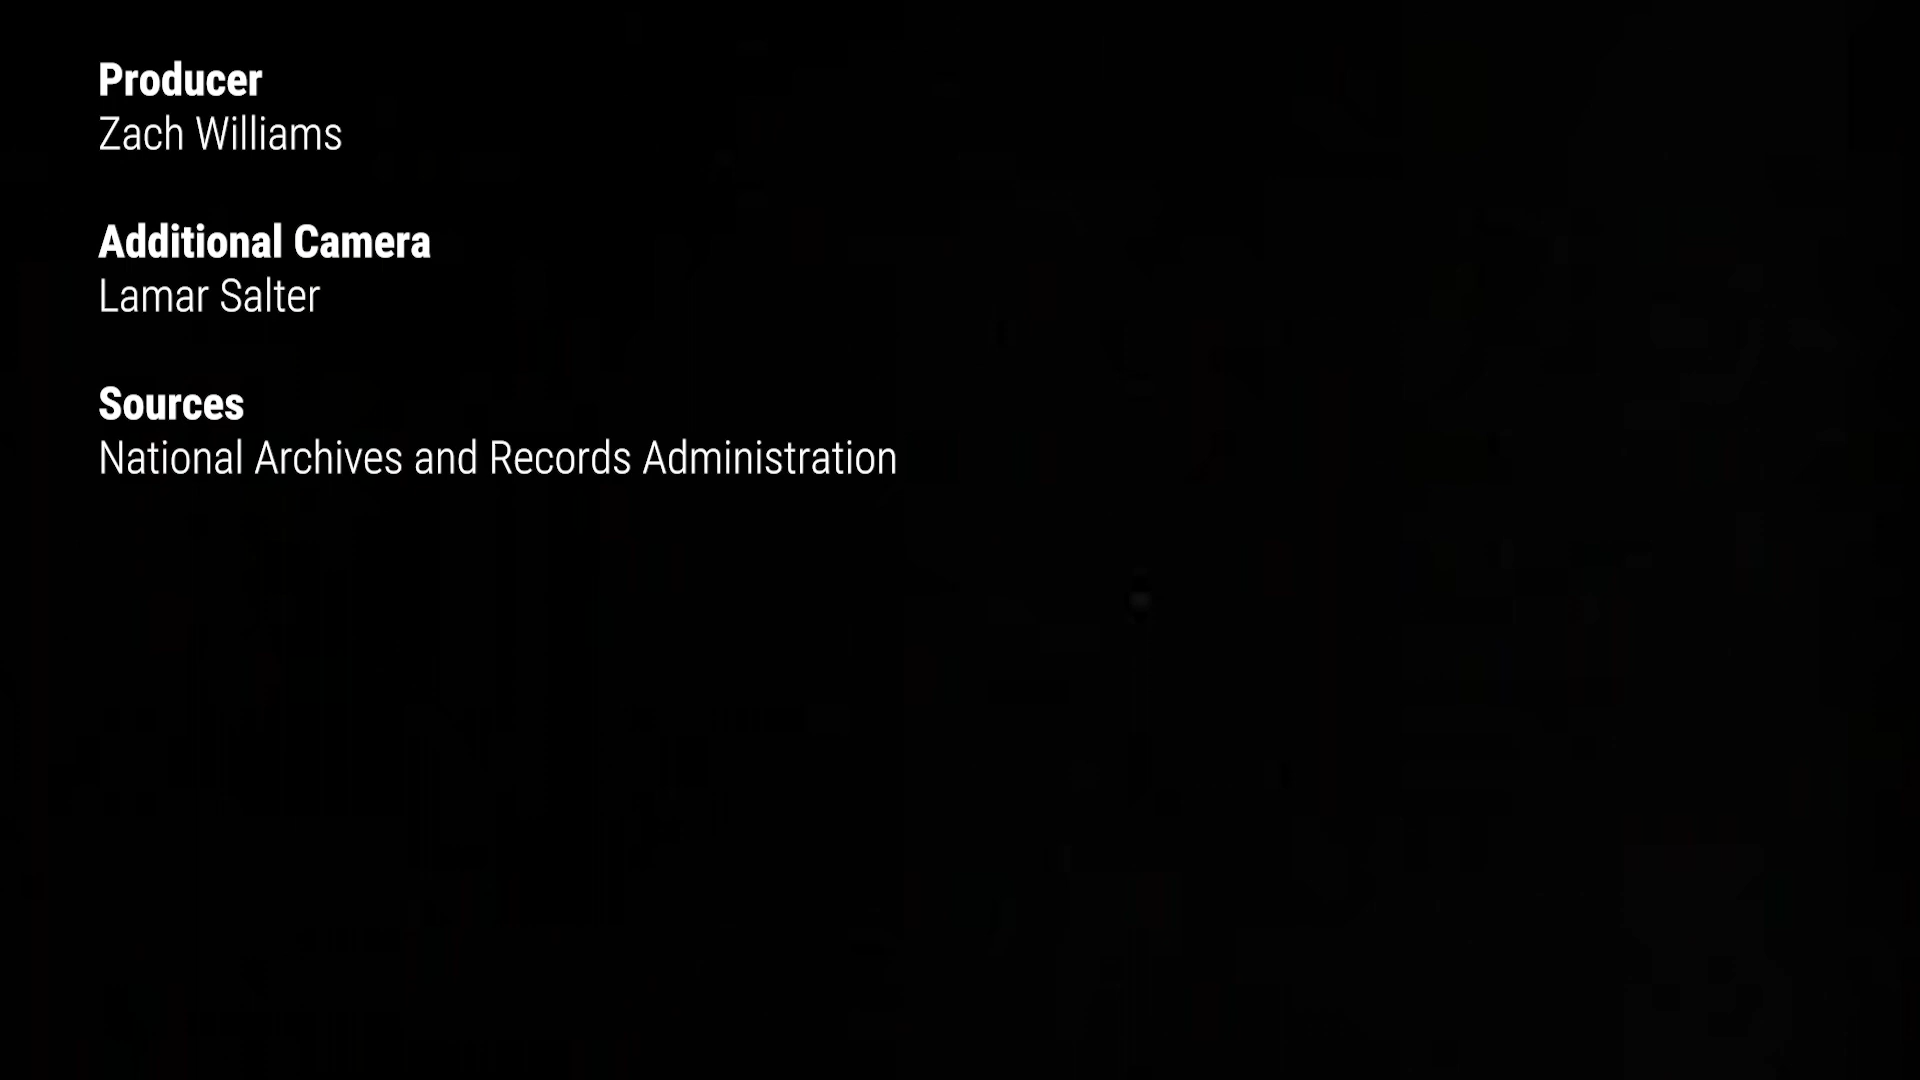 Producer
Zach Williams
Additional Camera
Lamar Salter
Sources
National Archives and Records Administration